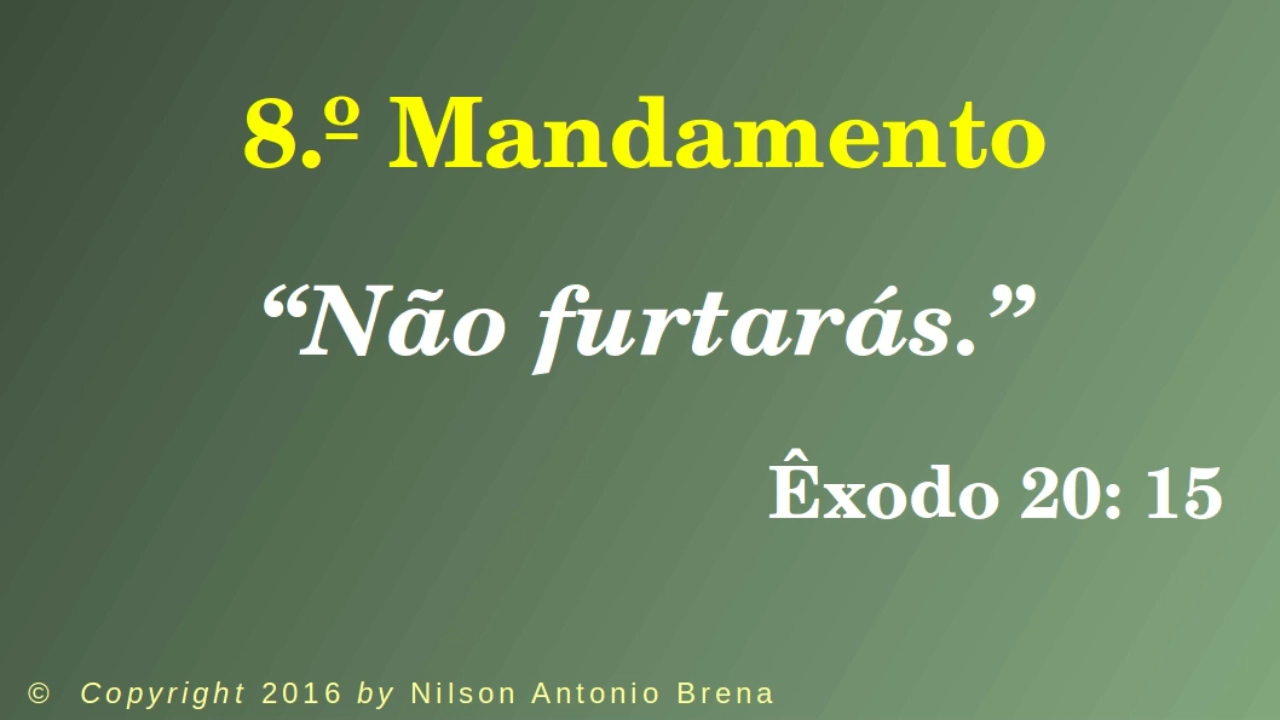 8.º Mandamento
“Não furtarás.”
Êxodo 20: 15
© Copyright 2016 by Nilson Antonio Brena